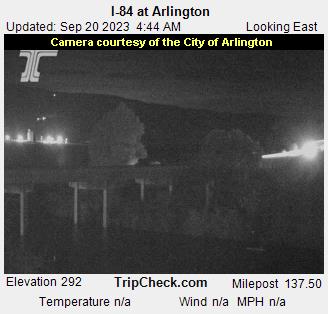 I-84 at Arlington
Updated: Sep 20 2023 4:44 AM Looking East
Camera courtesy of the City of Arlington
Elevation 292 TripCheck.com Milepost 137.50
Temperature n/a Wind n/a MPH n/a